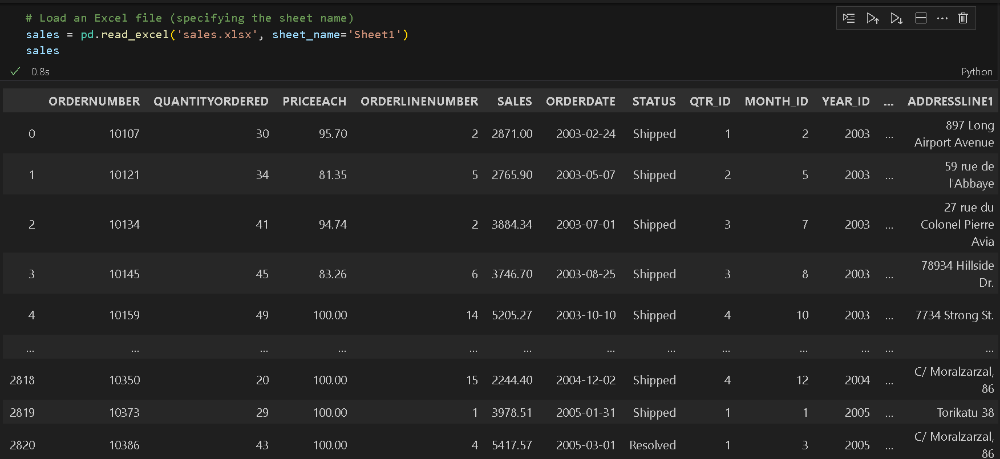 # Load an Excel file (specifying the sheet name)
sales = pd.read_excel('sales.xlsx', sheet_name='Sheet1')
sales
0.8s Python
ORDERNUMBER QUANTITYORDERED PRICEEACH ORDERLINENUMBER SALES ORDERDATE STATUS QTR_ID MONTH_ID YEAR_ID ... ADDRESSLINE1
0 10107 30 95.70 2 2871.00 2003-02-24 Shipped 1 2 2003 ... 897 Long
Airport Avenue
1 10121 34 81.35 5 2765.90 2003-05-07 Shipped 2 5 2003 ... 59 rue de
l'Abbaye
2 10134 41 94.74 2 3884.34 2003-07-01 Shipped 3 7 2003 ... 27 rue du
Colonel Pierre
Avia
3 10145 45 83.26 6 3746.70 2003-08-25 Shipped 3 8 2003 ... 78934 Hillside
Dr.
4 10159 49 100.00 14 5205.27 2003-10-10 Shipped 4 10 2003 ... 7734 Strong St.
... ... ... ... ... ... ... ... ... ... ... ... ...
2818 10350 20 100.00 15 2244.40 2004-12-02 Shipped 4 12 2004 ... C/ Moralzarzal,
86
2819 10373 29 100.00 1 3978.51 2005-01-31 Shipped 1 1 2005 ... Torikatu 38
2820 10386 43 100.00 4 5417.57 2005-03-01 Resolved 1 3 2005 ... C/ Moralzarzal,
86